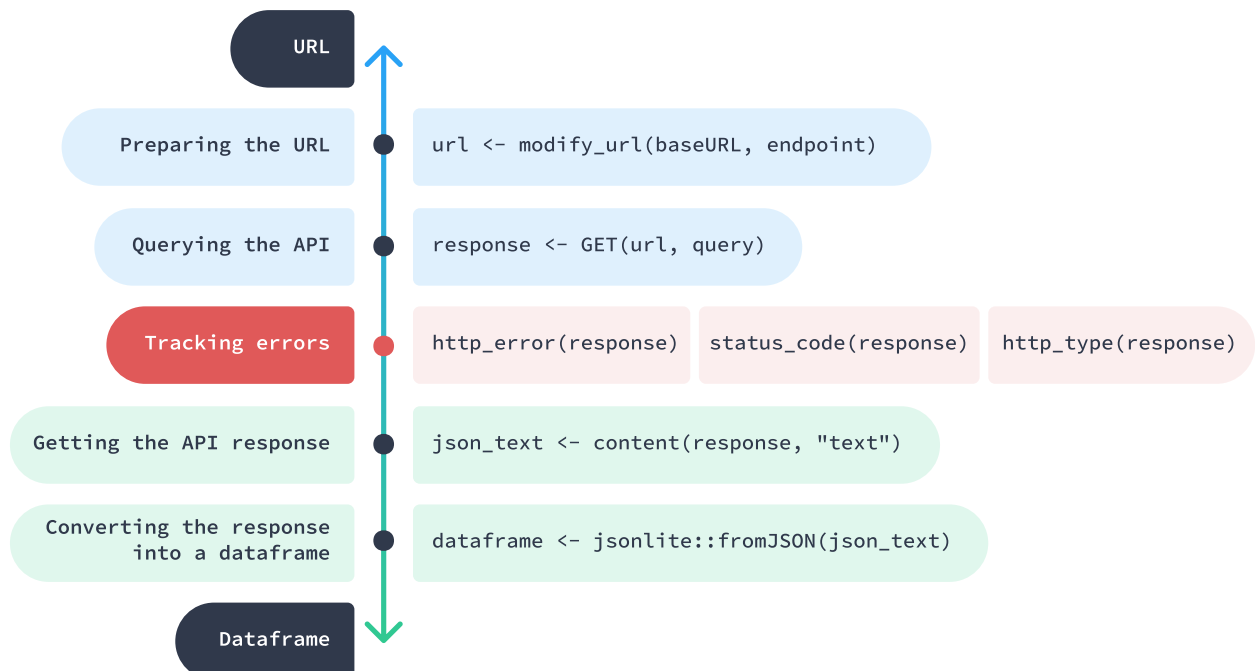 URL
Preparing the URL
url <- modify_url(baseURL, endpoint)
Querying the API
response <- GET(url, query)
Tracking errors
http_error(response)
status_code(response)
http_type(response)
Getting the API response
json_text <- content(response, "text")
Converting the response
into a dataframe
dataframe <- jsonlite::fromJSON(json_text)
Dataframe